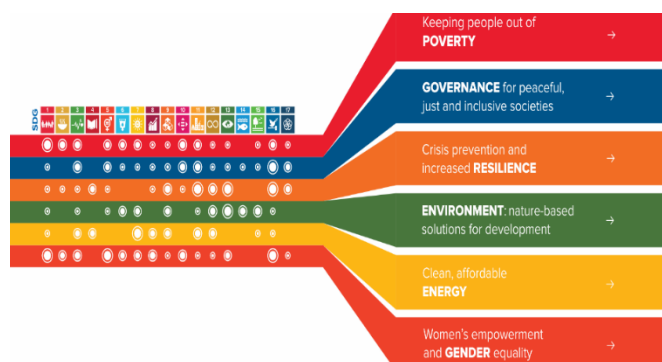 Keeping people out of
POVERTY
GOVERNANCE for peaceful,
just and inclusive societies
SDG
1 2 3 4 5 6 7 8 9 10 11 12 13 14 15 16 17
Crisis prevention and
increased RESILIENCE
ENVIRONMENT: nature-based
solutions for development
Clean, affordable
ENERGY
Women's empowerment
and GENDER equality